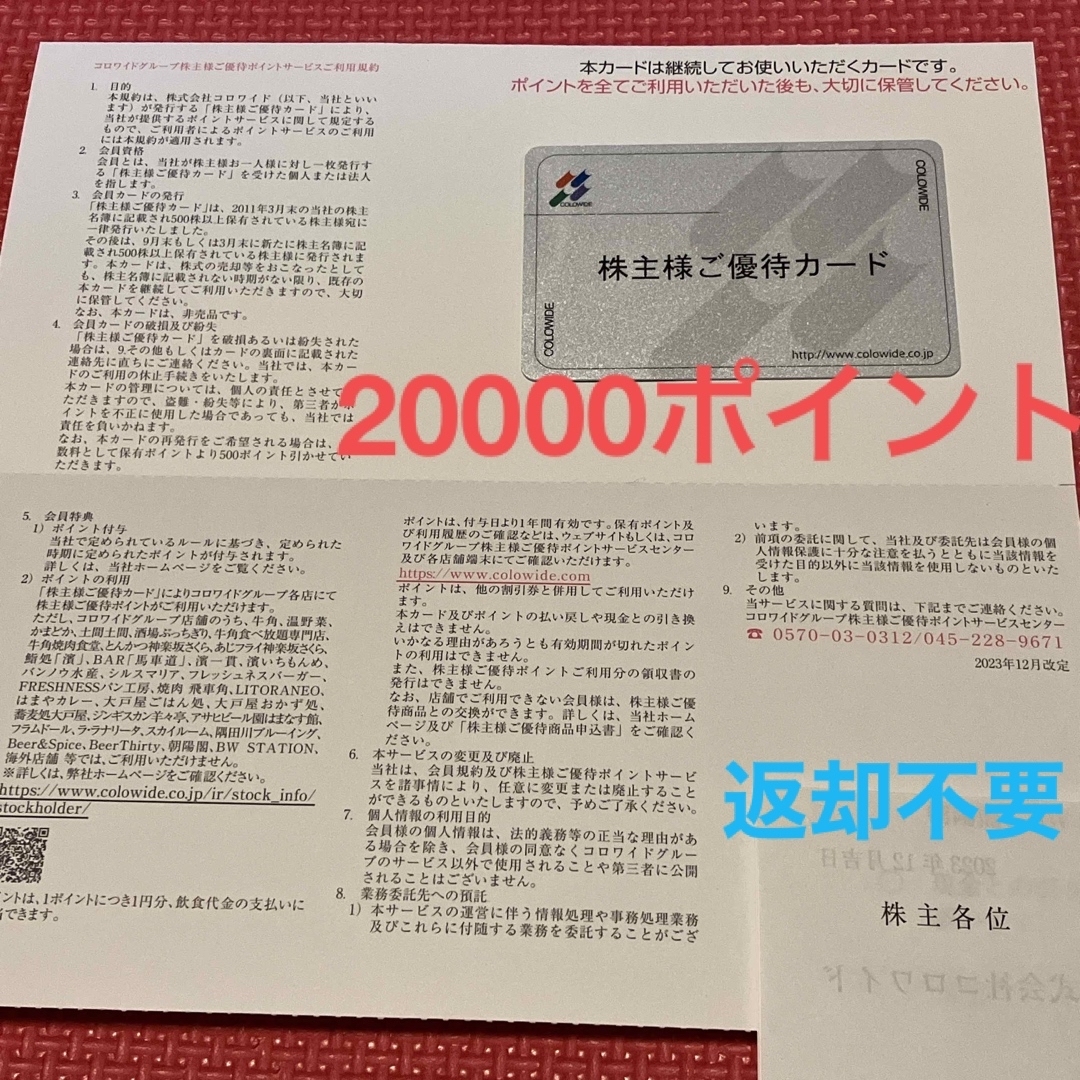 コロワイドグループ株主様ご優待ポイントサービスご利用規約
1. 目的
本規約は、株式会社コロワイド（以下、当社といい
ます）が発行する「株主様ご優待カード」により、
当社が提供するポイントサービスに関して規定する
もので、ご利用者によるポイントサービスのご利用
には本規約が適用されます。
2. 会員資格
会員とは、当社が株主様お一人様に対し一枚発行す
る「株主様ご優待カード」を受けた個人または法人
を指します。
3. 会員カードの発行
「株主様ご優待カード」は、2011年3月末の当社の株主
名簿に記載され500株以上保有されている株主様宛に
一律発行いたしました。
その後は、9月末もしくは3月末に新たに株主名簿に記
載され500株以上保有されている株主様に発行されま
す。本カードは、株式の売却等をおこなったとして
も、株主名簿に記載されない時期がない限り、既存の
本カードを継続してご利用いただきますので、大切
に保管してください。
なお、本カードは、非売品です。
4. 会員カードの破損及び紛失
「株主様ご優待カード」を破損あるいは紛失された
場合は、9.その他もしくはカードの裏面に記載された
連絡先に直ちにご連絡ください。当社では、本カー
ドのご利用の休止手続きをいたします。
本カードの管理については、個人の責任とさせて
ただきますので、盗難・紛失等により、第三者が
イントを不正に使用した場合であっても、当社では
責任を負いかねます。
なお、本カードの再発行をご希望される場合は、
数料として保有ポイントより500ポイント引かせてい
ただきます。
本カードは継続してお使いいただくカードです。
ポイントを全てご利用いただいた後も、大切に保管してください。
COLOWIDE
COLOWIDE
株主様ご優待カード
COLOWIDE
http://www.colowide.co.jp
20000ポイント
5. 会員特典
1) ポイント付与
当社で定められているルールに基づき、定められた
時期に定められたポイントが付与されます。
詳しくは、当社ホームページをご覧ください。
2) ポイントの利用
「株主様ご優待カード」によりコロワイドグループ各店にて
株主様ご優待ポイントがご利用いただけます。
ただし、コロワイドグループ店舗のうち、牛角、温野菜、
かまどか、土間土間、酒場ぶっちぎり、牛角食べ放題専門店、
牛角焼肉食堂、とんかつ神楽坂さくら、あじフライ神楽坂さくら、
鮨処「濱」、BAR「馬車道」、濱一貫、濱いちもんめ、
バンノウ水産、シルスマリア、フレッシュネスバーガー、
FRESHNESSパン工房、焼肉 飛車角、LITORANEO、
はまやカレー、大戸屋ごはん処、大戸屋おかず処、
蕎麦処大戸屋、ジンギスカン羊々亭、アサヒビール園はまなす館、
フラムドール、ラ・ラナリータ、スカイルーム、隅田川ブルーイング、
Beer&Spice、Beer Thirty、朝陽閣、BW STATION、
海外店舗 等では、ご利用いただけません。
※詳しくは、弊社ホームページをご確認ください。
https://www.colowide.co.jp/ir/stock_info/
stockholder/
ントは、1ポイントにつき1円分、飲食代金の支払いに
できます。
ポイントは、付与日より1年間有効です。保有ポイント及
び利用履歴のご確認などは、ウェブサイトもしくは、コロ
ワイドグループ株主様ご優待ポイントサービスセンター
及び各店舗端末にてご確認いただけます。
https://www.colowide.com
ポイントは、他の割引券と併用してご利用いただけ
ます。
本カード及びポイントの払い戻しや現金との引き換
えはできません。
いかなる理由があろうとも有効期間が切れたポイン
トの利用はできません。
また、株主様ご優待ポイントご利用分の領収書の
発行はできません。
なお、店舗でご利用できない会員様は、株主様ご優
待商品との交換ができます。詳しくは、当社ホーム
ページ及び「株主様ご優待商品申込書」をご確認く
ださい。
6. 本サービスの変更及び廃止
当社は、会員規約及び株主様ご優待ポイントサービ
スを諸事情により、任意に変更または廃止すること
ができるものといたしますので、予めご了承ください。
7. 個人情報の利用目的
会員様の個人情報は、法的義務等の正当な理由があ
る場合を除き、会員様の同意なくコロワイドグルー
プのサービス以外で使用されることや第三者に公開
されることはございません。
8. 業務委託先への預託
1) 本サービスの運営に伴う情報処理や事務処理業務
及びこれらに付随する業務を委託することがござ
います。
2) 前項の委託に関して、当社及び委託先は会員様の個
人情報保護に十分な注意を払うとともに当該情報を
受けた目的以外に当該情報を使用しないものといた
します。
9. その他
当サービスに関する質問は、下記までご連絡ください。
コロワイドグループ株主様ご優待ポイントサービスセンター
☎ 0570-03-0312/045-228-9671
2023年12月改定
返却不要
2023年12月吉日
株主各位
式会社コロワイド